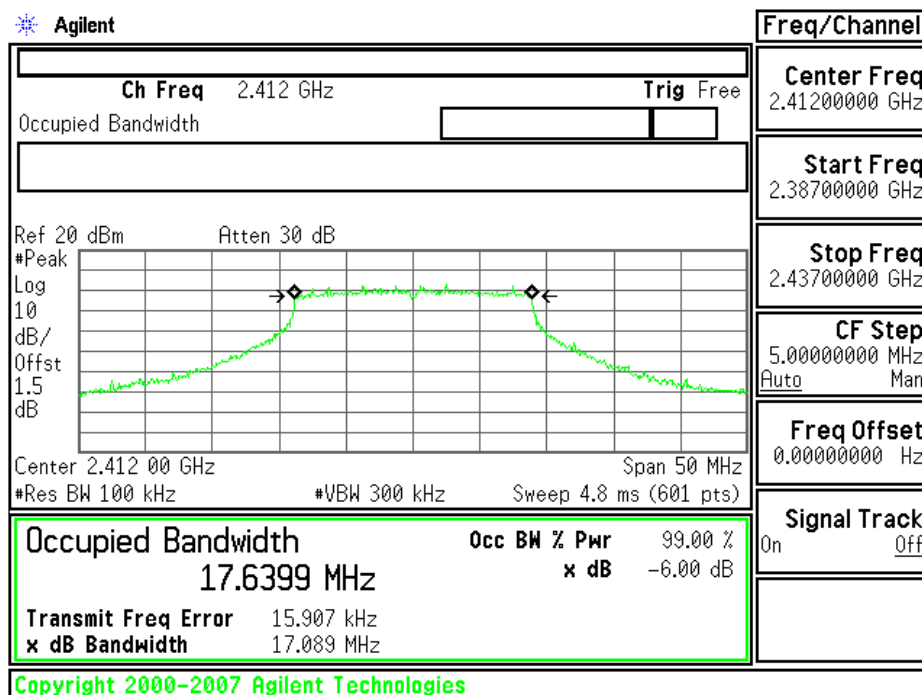 Agilent
Freq/Channel
Ch Freq 2.412 GHz Trig Free
Occupied Bandwidth
Center Freq
2.41200000 GHz
Start Freq
2.38700000 GHz
Stop Freq
2.43700000 GHz
CF Step
5.00000000 MHz
Auto Man
Freq Offset
0.00000000 Hz
Signal Track
On Off
Ref 20 dBm Atten 30 dB
#Peak
Log
10
dB/
Offst
1.5
dB
Center 2.412 00 GHz Span 50 MHz
#Res BW 100 kHz #VBW 300 kHz Sweep 4.8 ms (601 pts)
Occupied Bandwidth
17.6399 MHz
Occ BW % Pwr 99.00 %
x dB -6.00 dB
Transmit Freq Error 15.907 kHz
x dB Bandwidth 17.089 MHz
Copyright 2000-2007 Agilent Technologies